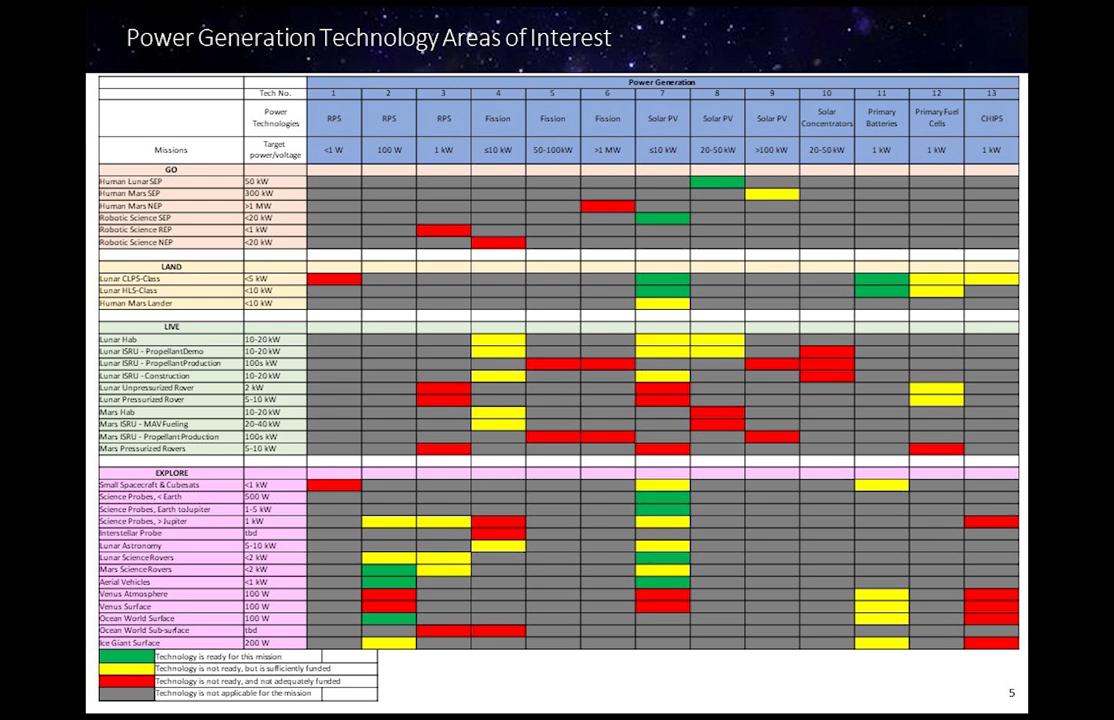 Power Generation Technology Areas of Interest
Power Generation
Tech No. 1 2 3 4 5 6 7 8 9 10 11 12 13
Power Technologies RPS RPS RPS Fission Fission Fission Solar PV Solar PV Solar PV Solar Concentrators Primary Batteries Primary Fuel Cells CHIPS
Missions Target power/voltage <1 W 100 W 1 kW ≤10 kW 50-100kW >1 MW ≤10 kW 20-50 kW >100 kW 20-50 kW 1 kW 1 kW 1 kW
GO
Human Lunar SEP 50 kW
Human Mars SEP 300 kW
Human Mars NEP >1 MW
Robotic Science SEP <20 kW
Robotic Science REP <1 kW
Robotic Science NEP <20 kW
LAND
Lunar CLPS-Class <5 kW
Lunar HLS-Class <10 kW
Human Mars Lander <10 kW
LIVE
Lunar Hab 10-20 kW
Lunar ISRU - Propellant Demo 10-20 kW
Lunar ISRU - Propellant Production 100s kW
Lunar ISRU - Construction 10-20 kW
Lunar Unpressurized Rover 2 kW
Lunar Pressurized Rover 5-10 kW
Mars Hab 10-20 kW
Mars ISRU - MAV Fueling 20-40 kW
Mars ISRU - Propellant Production 100s kW
Mars Pressurized Rovers 5-10 kW
EXPLORE
Small Spacecraft & Cubesats <1 kW
Science Probes, < Earth 500 W
Science Probes, Earth to Jupiter 1-5 kW
Science Probes, > Jupiter 1 kW
Interstellar Probe tbd
Lunar Astronomy 5-10 kW
Lunar Science Rovers <2 kW
Mars Science Rovers <2 kW
Aerial Vehicles <1 kW
Venus Atmosphere 100 W
Venus Surface 100 W
Ocean World Surface 100 W
Ocean World Sub-surface tbd
Ice Giant Surface 200 W
Technology is ready for this mission
Technology is not ready, but is sufficiently funded
Technology is not ready, and not adequately funded
Technology is not applicable for the mission
5